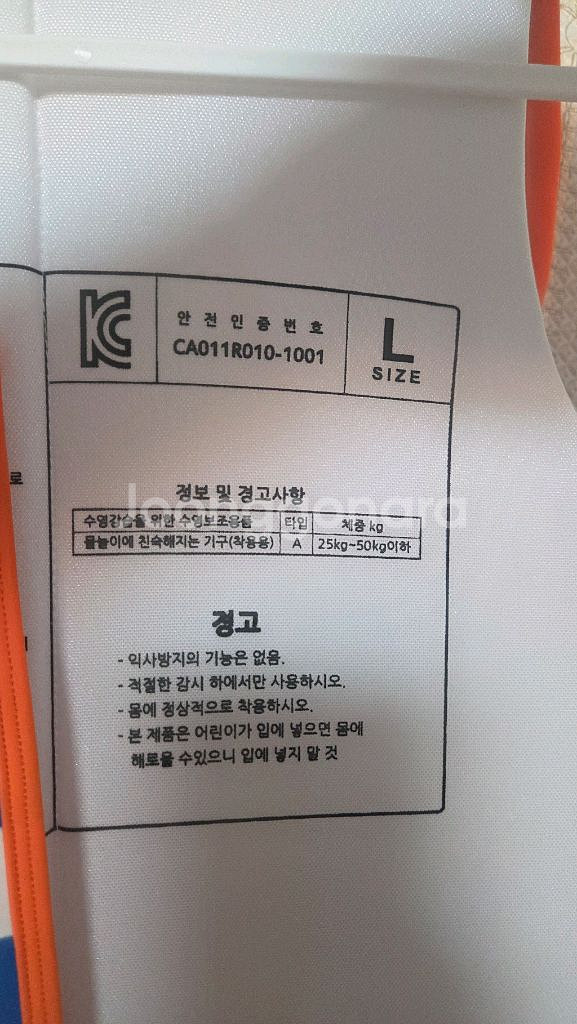 KC
안전인증번호
CA011R010-1001
L
SIZE
로
정보 및 경고사항
수영강습을 위한 수영보조용품 타입 체중 kg
물놀이에 친숙해지는 기구(착용용) A 25kg~50kg이하
경고
- 익사방지의 기능은 없음.
- 적절한 감시 하에서만 사용하시오.
- 몸에 정상적으로 착용하시오.
- 본 제품은 어린이가 입에 넣으면 몸에
해로울 수있으니 입에 넣지 말 것
joonggonara